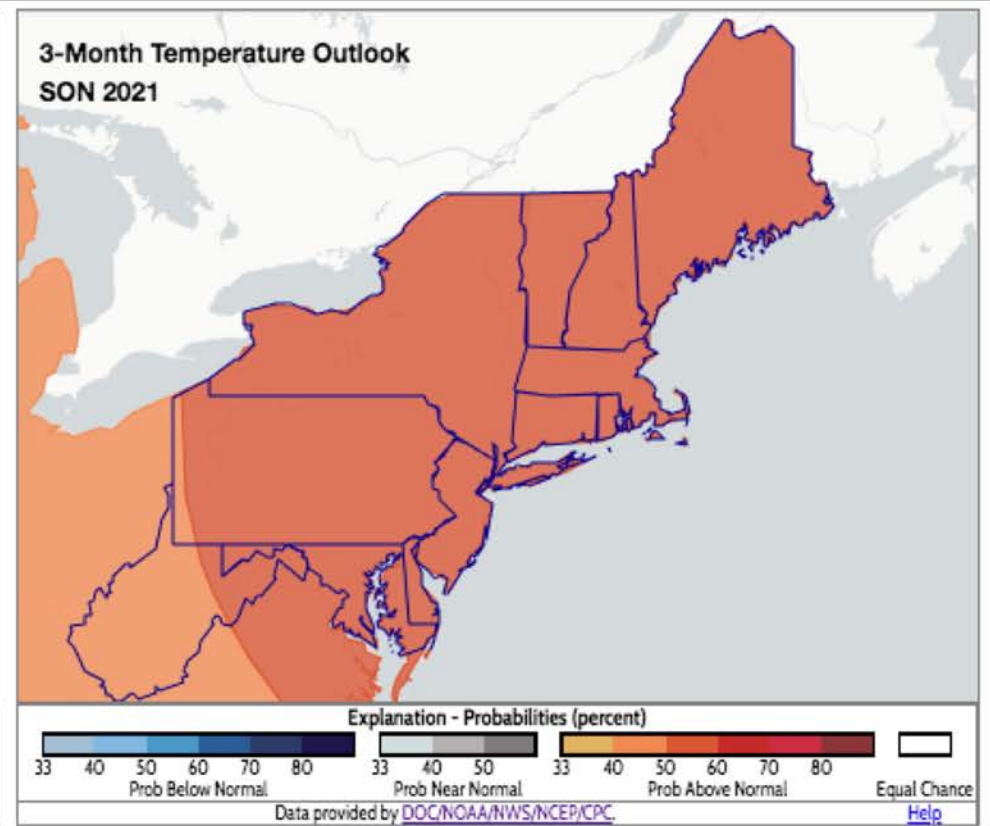 3-Month Temperature Outlook
SON 2021
Explanation - Probabilities (percent)
33 40 50 60 70 80 33 40 50 33 40 50 60 70 80
Prob Below Normal Prob Near Normal Prob Above Normal Equal Chance
Data provided by DOC/NOAA/NWS/NCEP/CPC. Help